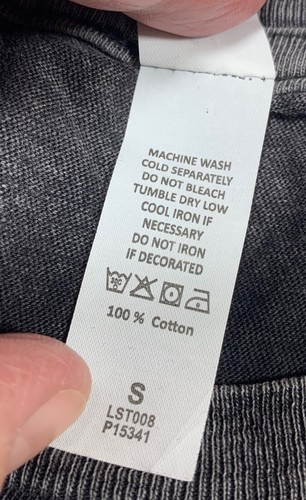 MACHINE WASH
COLD SEPARATELY
DO NOT BLEACH
TUMBLE DRY LOW
COOL IRON IF
NECESSARY
DO NOT IRON
IF DECORATED
100 % Cotton
S
LST008
P15341